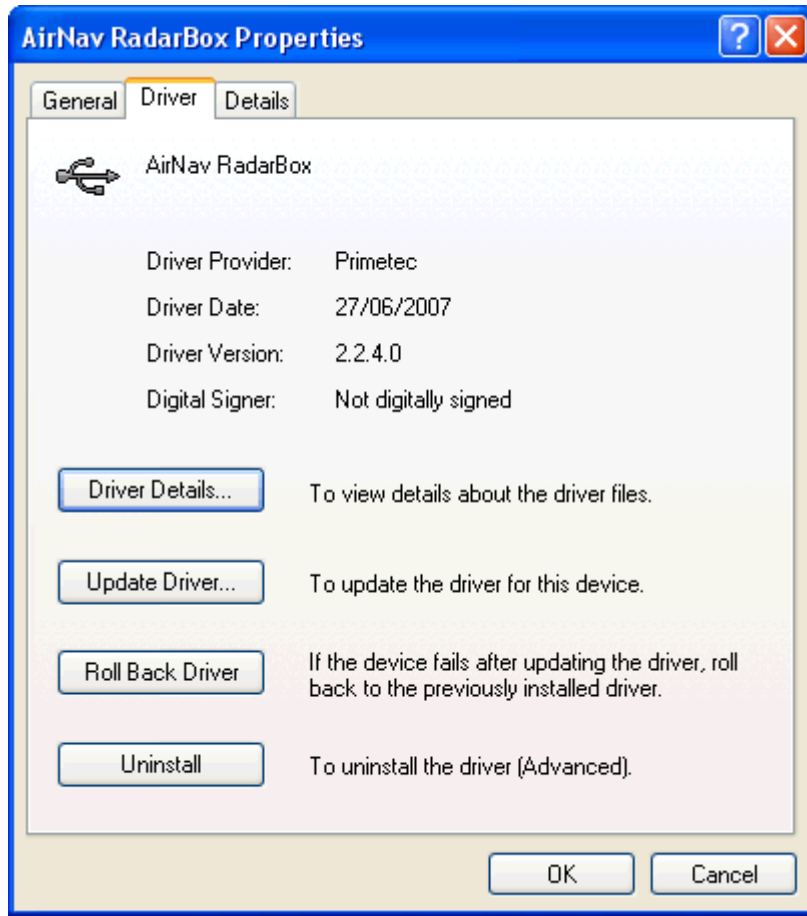 AirNav RadarBox Properties
General Driver Details
AirNav RadarBox
Driver Provider: Primetec
Driver Date: 27/06/2007
Driver Version: 2.2.4.0
Digital Signer: Not digitally signed
Driver Details... To view details about the driver files.
Update Driver... To update the driver for this device.
Roll Back Driver If the device fails after updating the driver, roll
back to the previously installed driver.
Uninstall To uninstall the driver (Advanced).
OK Cancel